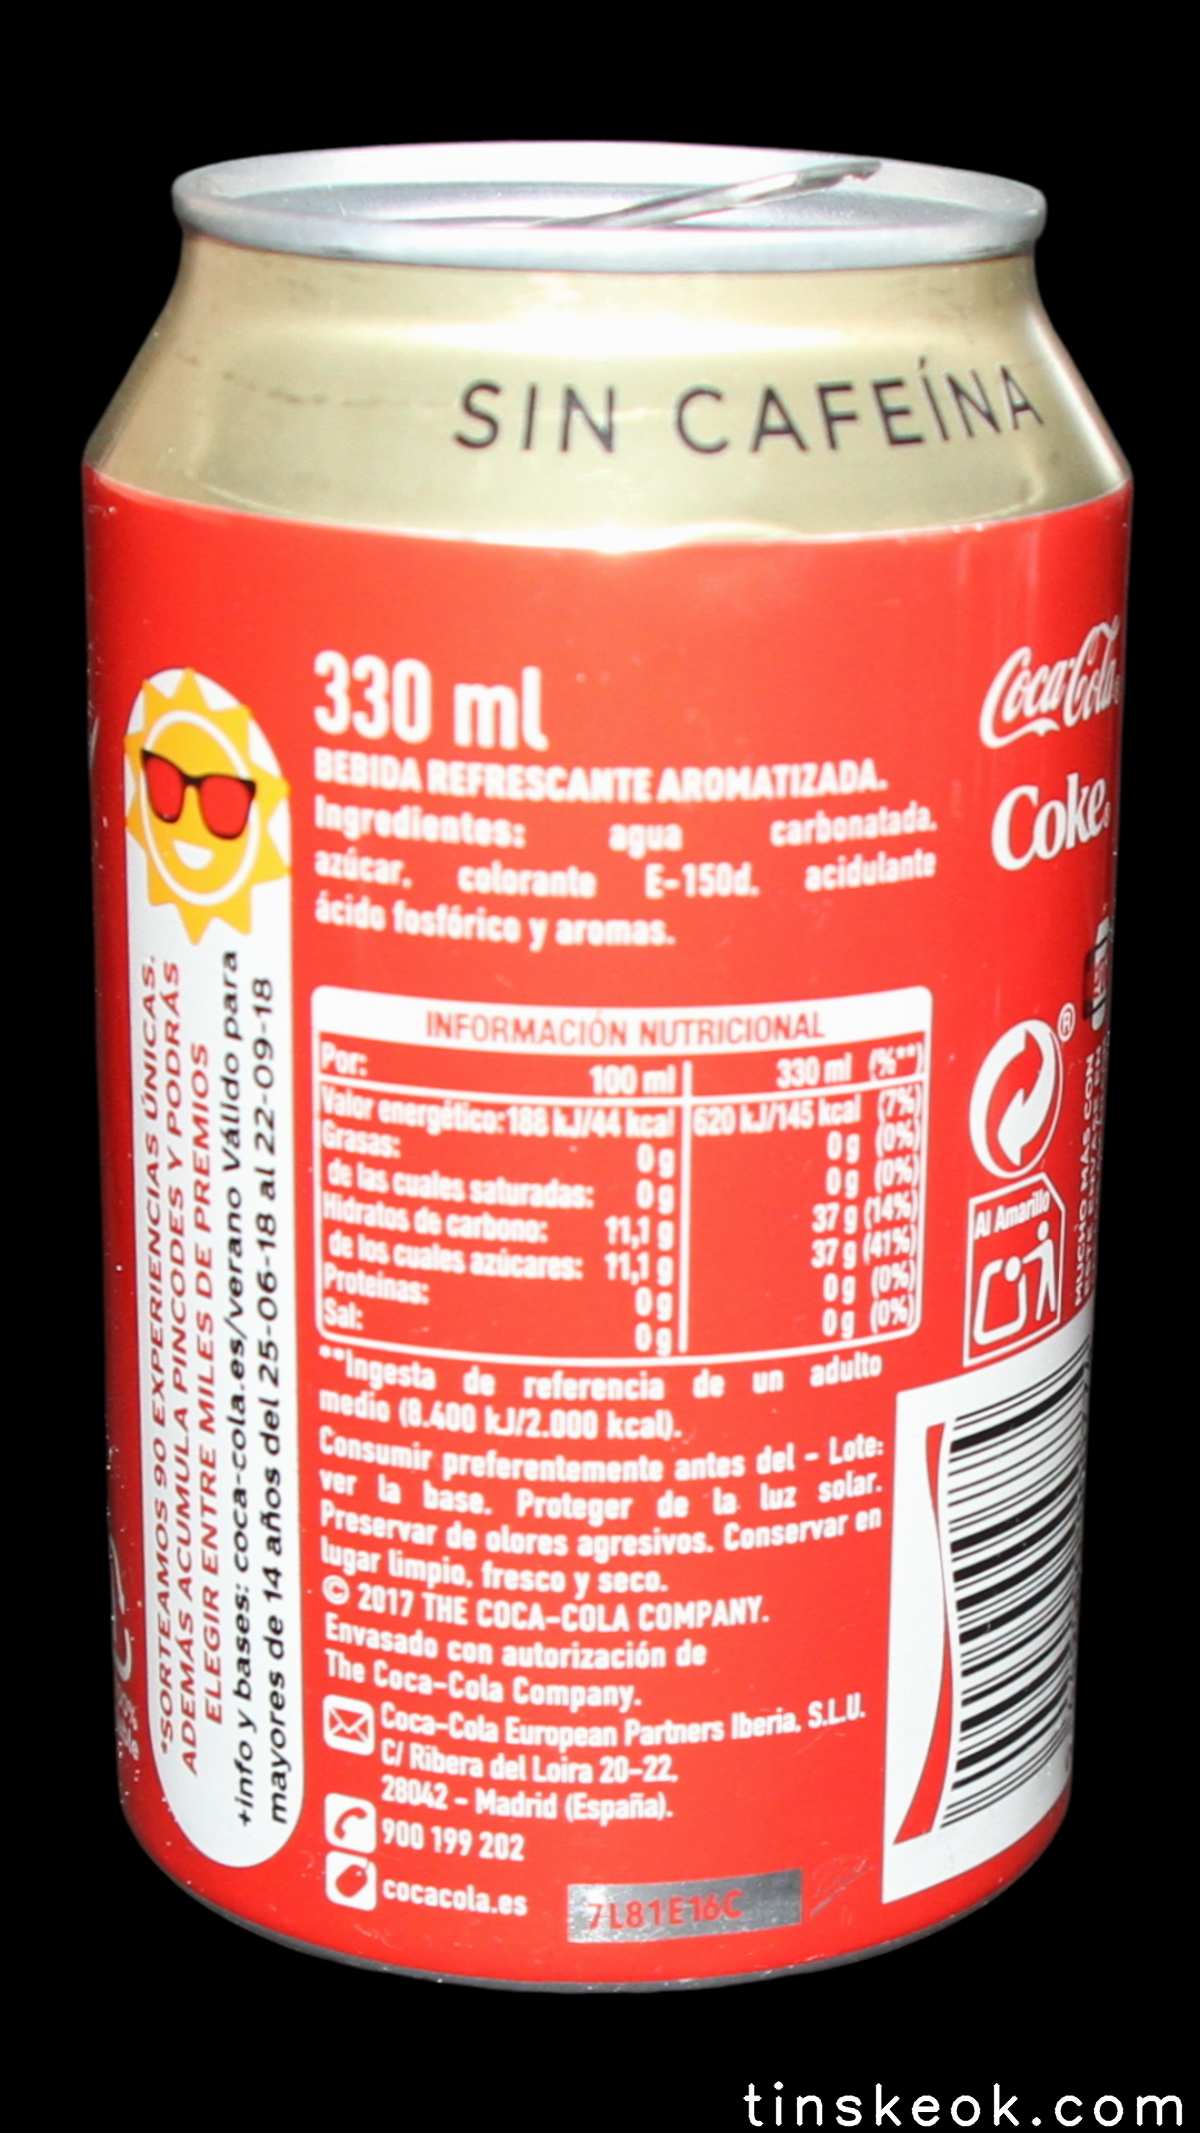 SIN CAFEÍNA
330 ml
BEBIDA REFRESCANTE AROMATIZADA.
Ingredientes: agua carbonatada,
azúcar, colorante E-150d, acidulante
ácido fosfórico y aromas.
INFORMACIÓN NUTRICIONAL
Por: 100 ml 330 ml (%**)
Valor energético: 188 kJ/44 kcal 620 kJ/145 kcal (7%)
Grasas: 0 g 0 g (0%)
de las cuales saturadas: 0 g 0 g (0%)
Hidratos de carbono: 11,1 g 37 g (14%)
de los cuales azúcares: 11,1 g 37 g (41%)
Proteínas: 0 g 0 g (0%)
Sal: 0 g 0 g (0%)
**Ingesta de referencia de un adulto
medio (8.400 kJ/2.000 kcal).
Consumir preferentemente antes del - Lote:
ver la base. Proteger de la luz solar.
Preservar de olores agresivos. Conservar en
lugar limpio, fresco y seco.
© 2017 THE COCA-COLA COMPANY.
Envasado con autorización de
The Coca-Cola Company.
Coca-Cola European Partners Iberia, S.L.U.
C/ Ribera del Loira 20-22,
28042 - Madrid (España).
900 199 202
cocacola.es
7L81E16C
*SORTEAMOS 90 EXPERIENCIAS ÚNICAS.
ADEMÁS ACUMULA PINCODES Y PODRÁS
ELEGIR ENTRE MILES DE PREMIOS
+info y bases: coca-cola.es/verano Válido para
mayores de 14 años del 25-06-18 al 22-09-18
Coca-Cola
Coke
®
Al Amarillo
MUCHO MÁS CON
tinskeok.com